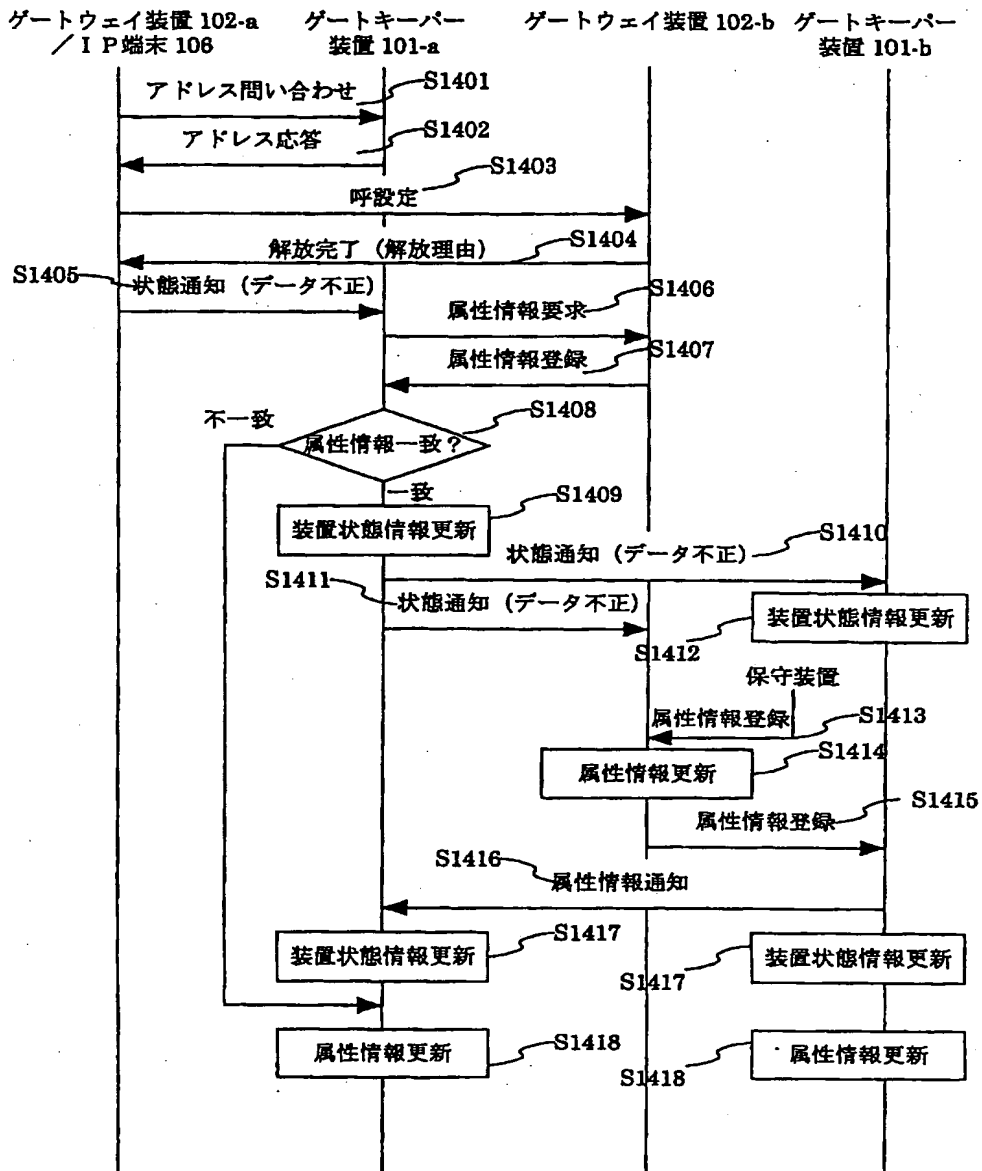 ゲートウェイ装置 102-a
／ＩＰ端末 106
ゲートキーパー
装置 101-a
ゲートウェイ装置 102-b
ゲートキーパー
装置 101-b
アドレス問い合わせ
S1401
アドレス応答
S1402
呼設定
S1403
解放完了（解放理由）
S1404
S1405
状態通知（データ不正）
属性情報要求
S1406
属性情報登録
S1407
不一致
属性情報一致？
S1408
一致
装置状態情報更新
S1409
状態通知（データ不正）
S1410
S1411
状態通知（データ不正）
装置状態情報更新
S1412
保守装置
属性情報登録
S1413
属性情報更新
S1414
属性情報登録
S1415
S1416
属性情報通知
装置状態情報更新
S1417
装置状態情報更新
S1417
属性情報更新
S1418
属性情報更新
S1418